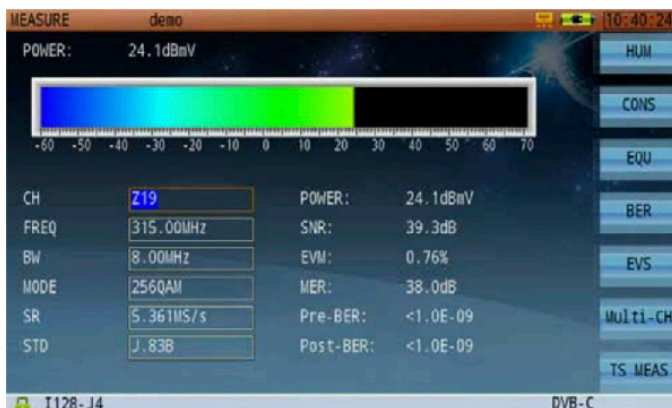 MEASURE demo 10:40:24
POWER: 24.1dBmV
HUM
CONS
-60 -50 -40 -30 -20 -10 0 10 20 30 40 50 60 70
EQU
CH Z19 POWER: 24.1dBmV
BER
FREQ 315.00MHz SNR: 39.3dB
BW 8.00MHz EVM: 0.76%
EVS
MODE 256QAM MER: 38.0dB
SR 5.361MS/s Pre-BER: <1.0E-09
Multi-CH
STD J.83B Post-BER: <1.0E-09
TS MEAS
I128-J4 DVB-C